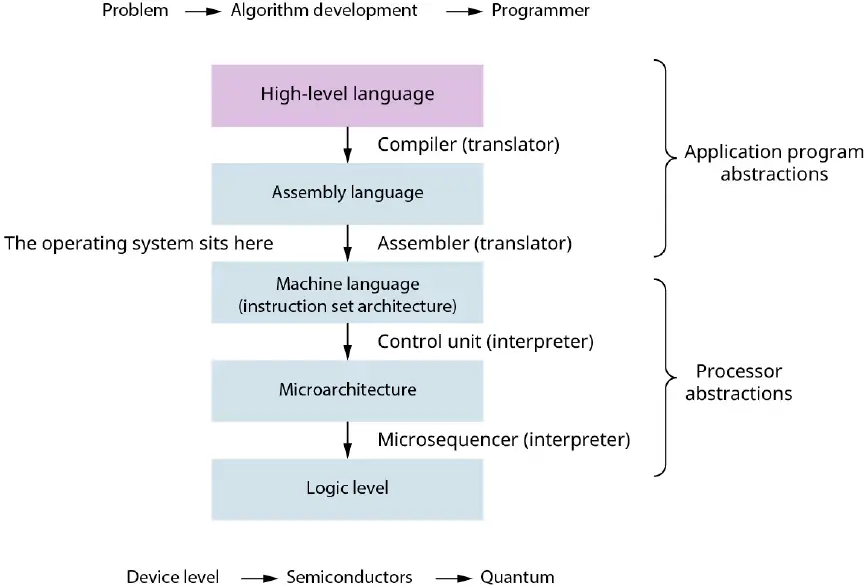 Problem → Algorithm development → Programmer
High-level language
Compiler (translator)
Application program
abstractions
Assembly language
The operating system sits here
Assembler (translator)
Machine language
(instruction set architecture)
Control unit (interpreter)
Processor
abstractions
Microarchitecture
Microsequencer (interpreter)
Logic level
Device level → Semiconductors → Quantum